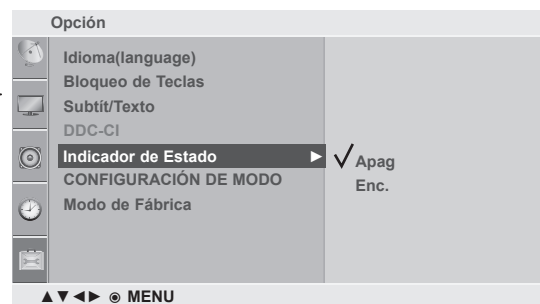 Opción
Idioma(language)
Bloqueo de Teclas
Subtít/Texto
DDC-CI
Indicador de Estado
Apag
Enc.
CONFIGURACIÓN DE MODO
Modo de Fábrica
MENU